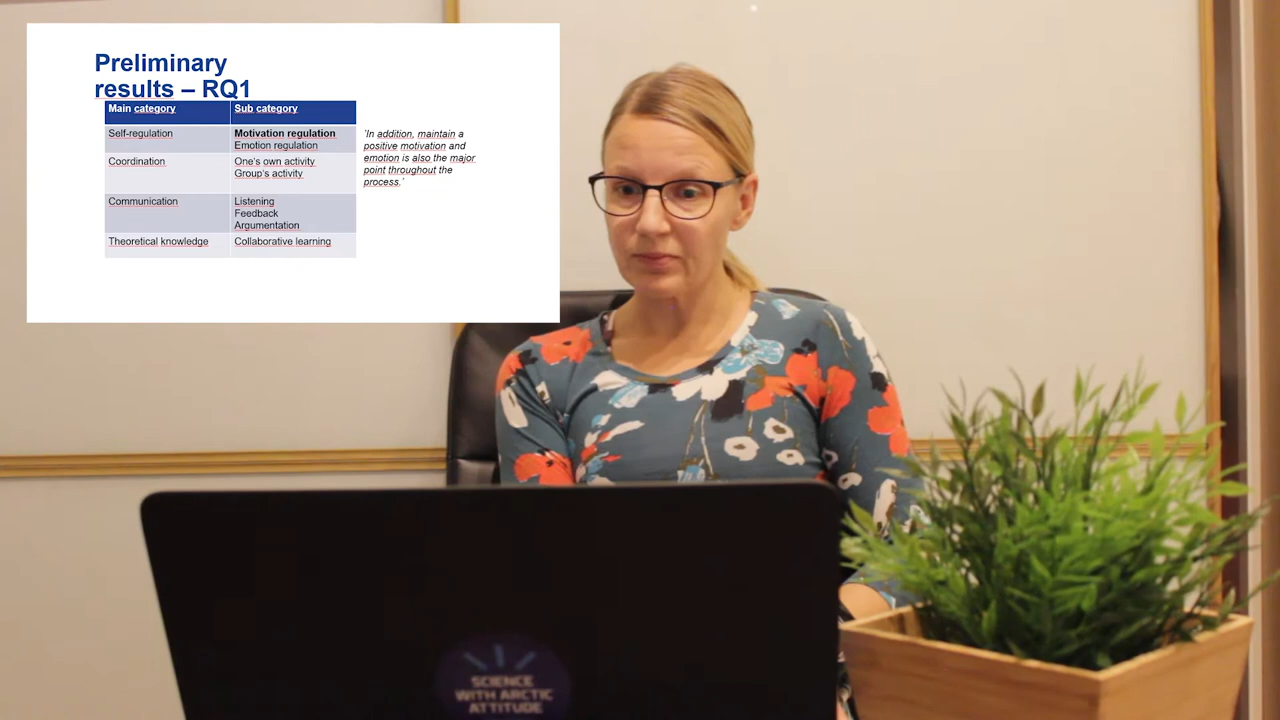 Preliminary
results – RQ1
Main category Sub category
Self-regulation Motivation regulation
Emotion regulation
Coordination One's own activity
Group's activity
Communication Listening
Feedback
Argumentation
Theoretical knowledge Collaborative learning
'In addition, maintain a
positive motivation and
emotion is also the major
point throughout the
process.'
SCIENCE
WITH ARCTIC
ATTITUDE